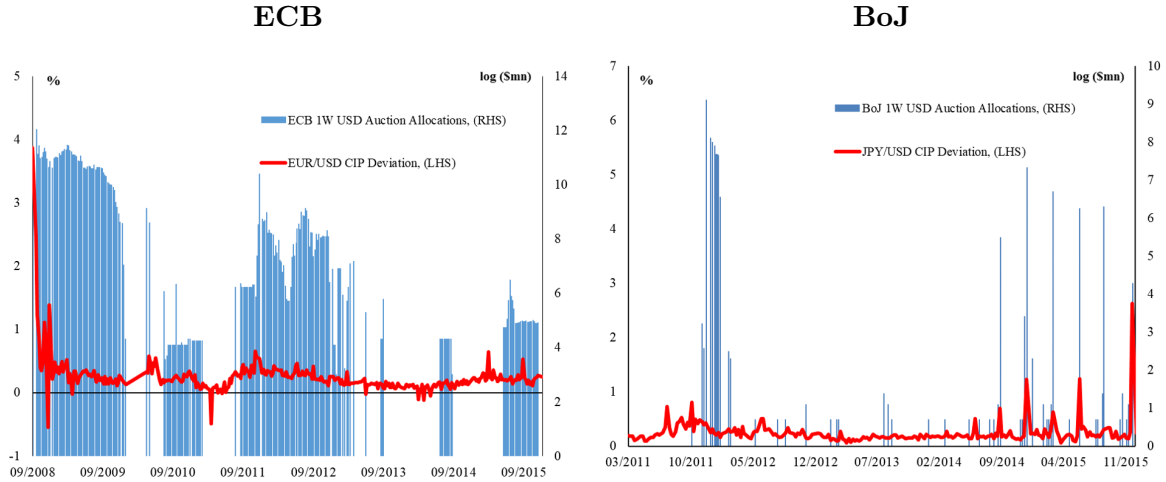 ECB
BoJ
% log ($mn)
5 14
ECB 1W USD Auction Allocations, (RHS)
4 12
EUR/USD CIP Deviation, (LHS)
10
3
8
2
6
1
4
0
2
-1 0
09/2008 09/2009 09/2010 09/2011 09/2012 09/2013 09/2014 09/2015
7 10
% log ($mn)
9
BoJ 1W USD Auction Allocations, (RHS)
6
8
JPY/USD CIP Deviation, (LHS)
5 7
6
4
5
3
4
2 3
2
1
1
0 0
03/2011 10/2011 05/2012 12/2012 07/2013 02/2014 09/2014 04/2015 11/2015